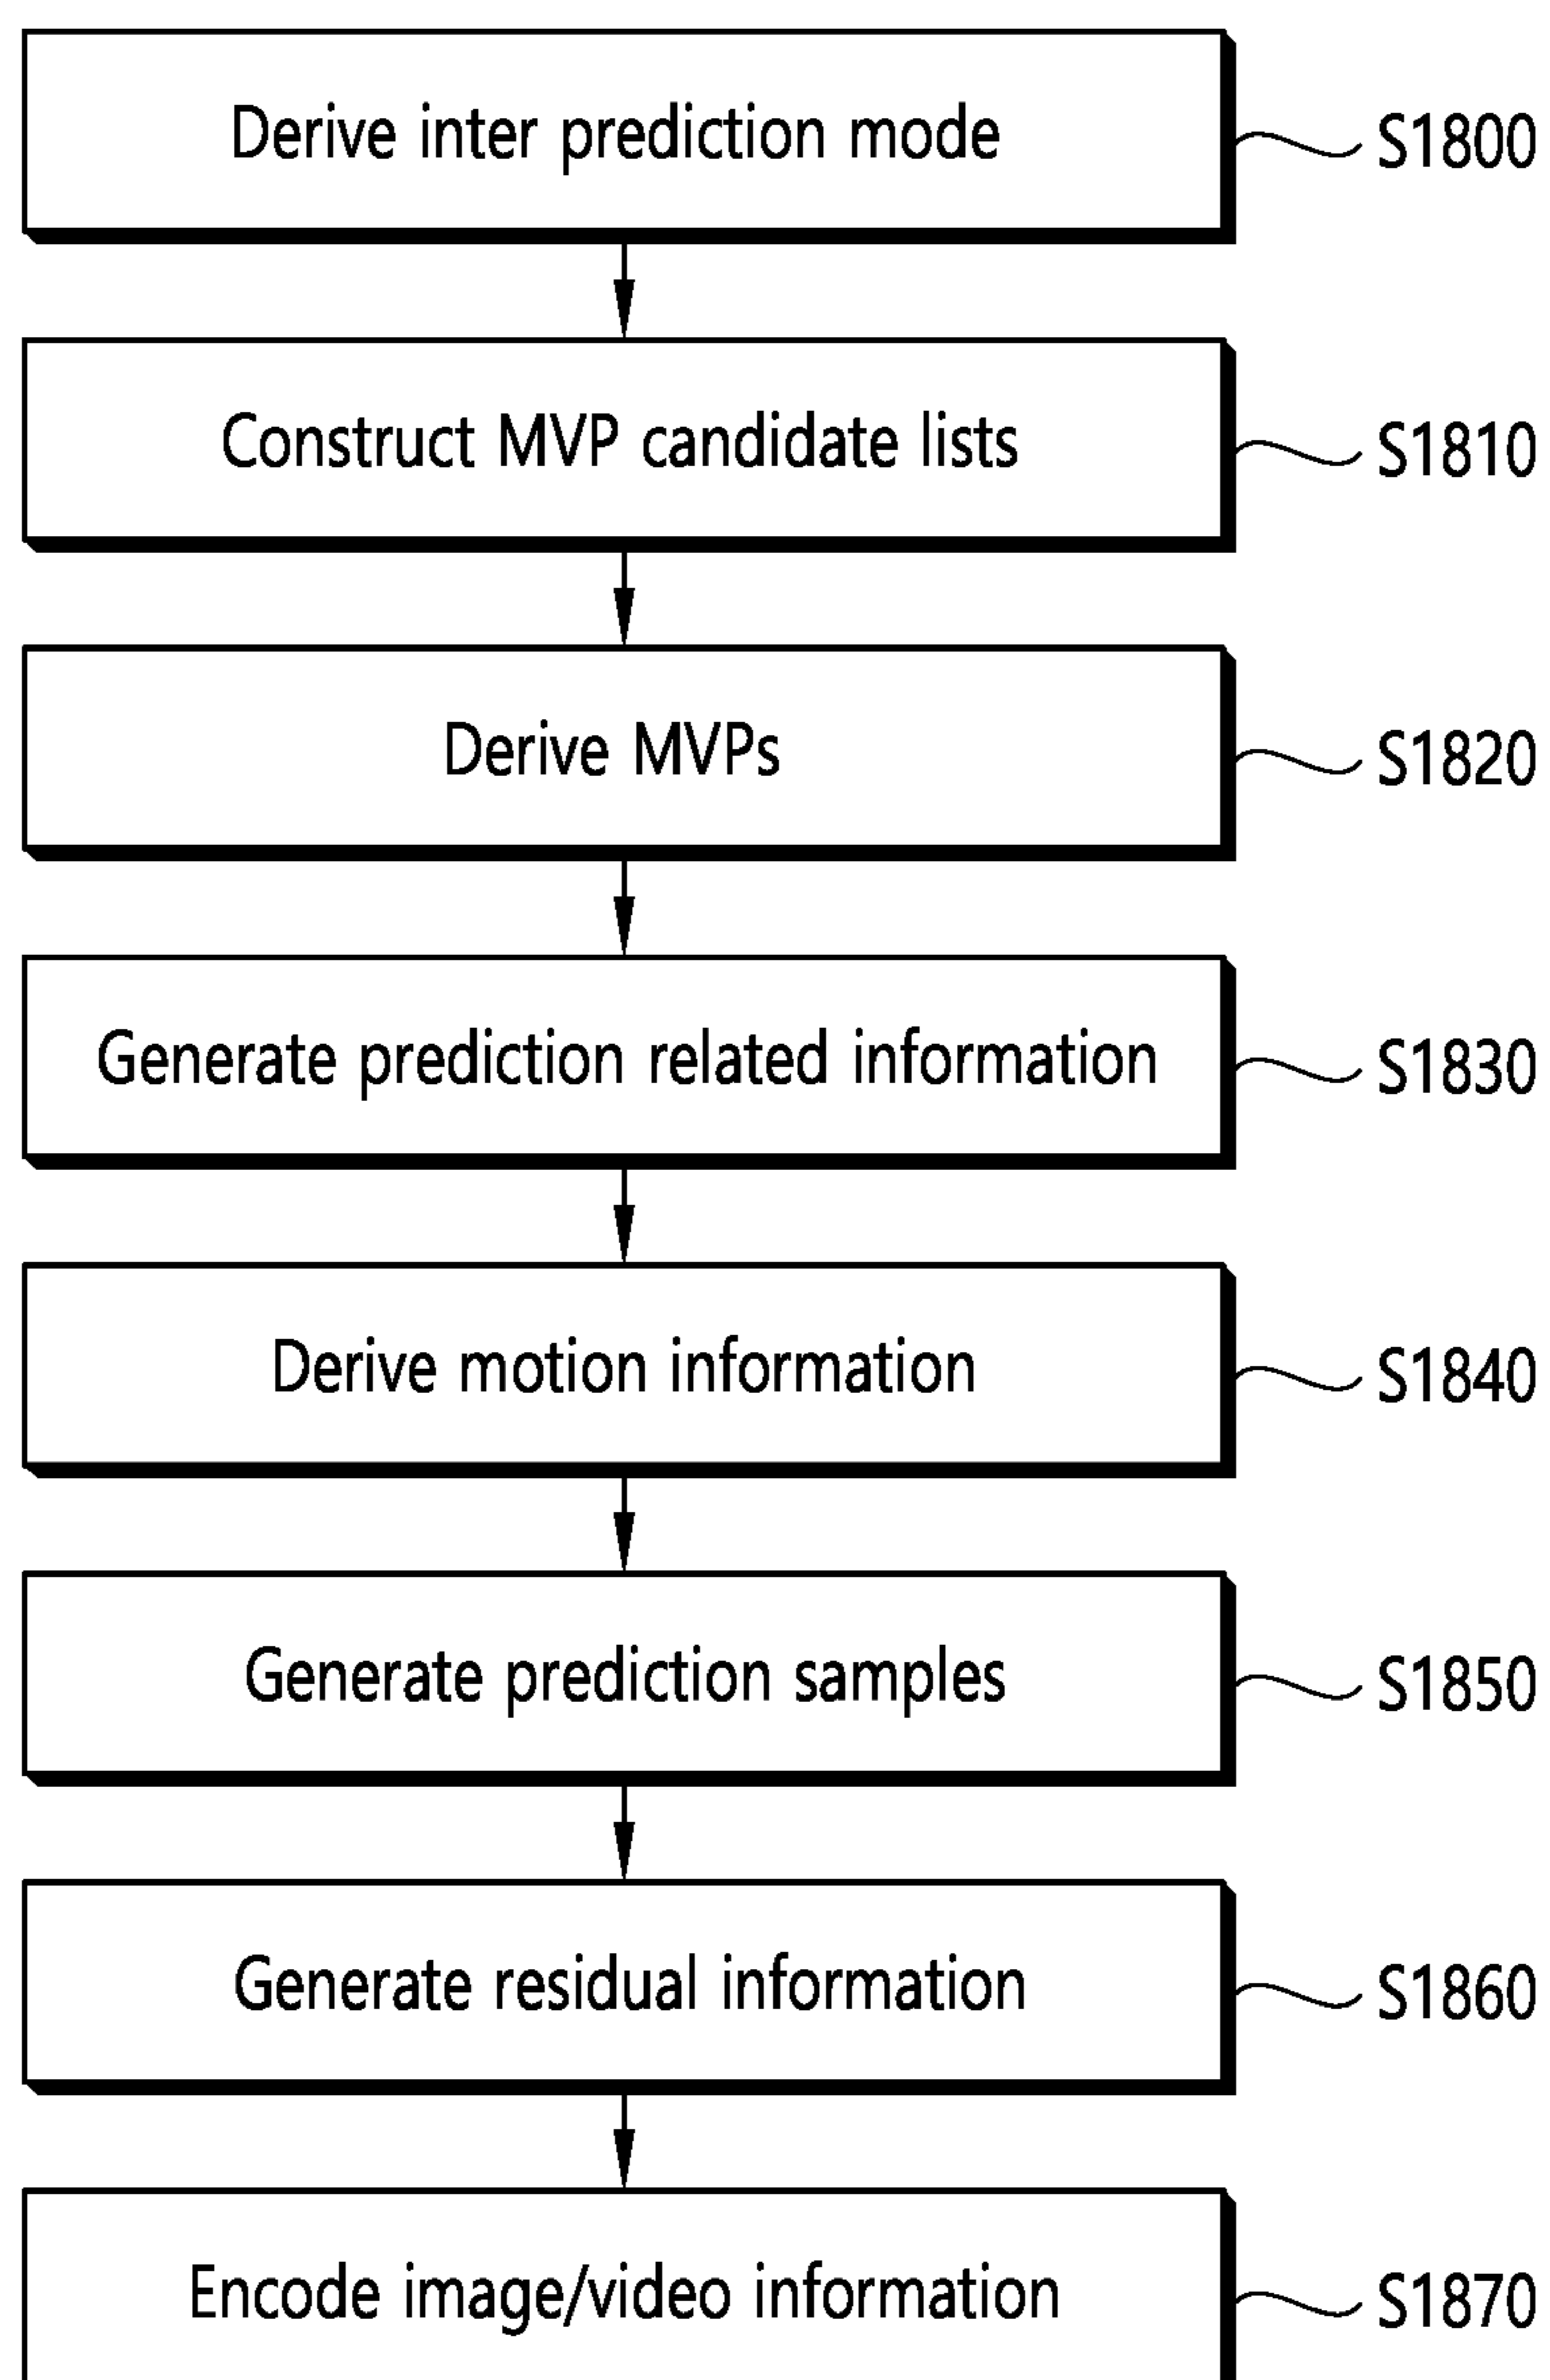 Derive inter prediction mode
S1800
Construct MVP candidate lists
S1810
Derive MVPs
S1820
Generate prediction related information
S1830
Derive motion information
S1840
Generate prediction samples
S1850
Generate residual information
S1860
Encode image/video information
S1870